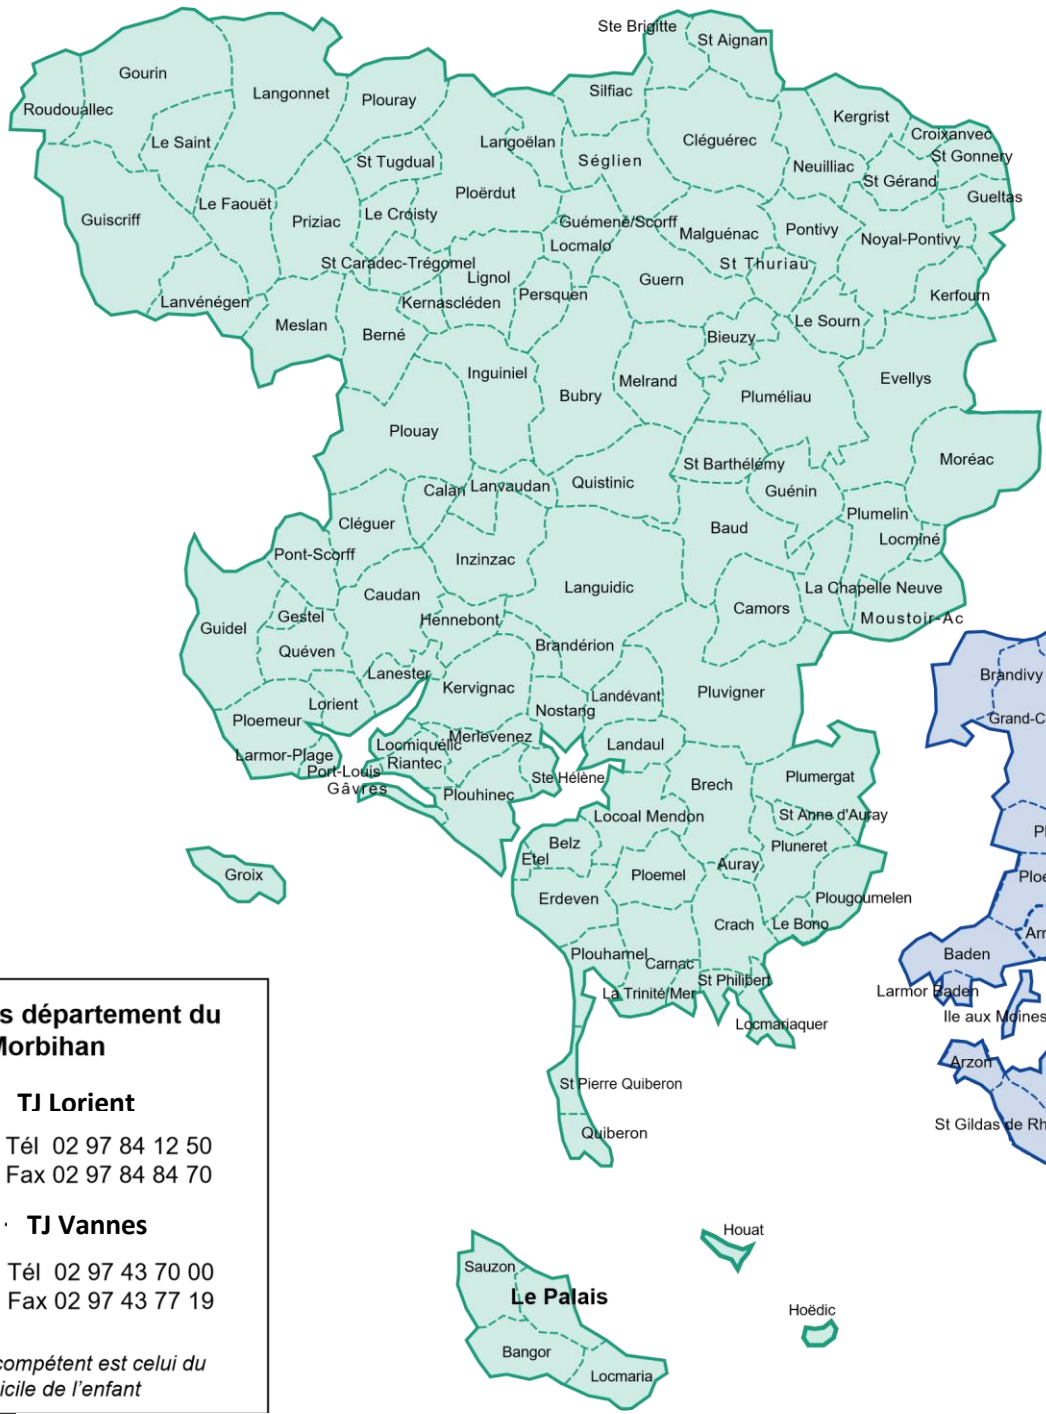 Ste Brigitte
St Aignan
Gourin
Langonnet
Plouray
Silfiac
Roudouallec
Kergrist
Le Saint
Langoëlan
Cléguérec
Croixanvec
St Tugdual
Séglien
Neuilliac
St Gonnery
St Gérand
Ploërdut
Gueltas
Le Faouët
Guiscriff
Priziac
Le Croisty
Guémené/Scorff
Malguénac
Pontivy
Noyal-Pontivy
Locmalo
St Caradec-Trégomel
St Thuriau
Lignol
Guern
Lanvénégen
Kernascléden
Persquen
Kerfourn
Meslan
Berné
Le Sourn
Bieuzy
Inguiniel
Melrand
Evellys
Bubry
Pluméliau
Plouay
Moréac
St Barthélémy
Calan
Lanvaudan
Quistinic
Guénin
Cléguer
Baud
Plumelin
Locminé
Pont-Scorff
Inzinzac
Languidic
La Chapelle Neuve
Caudan
Camors
Gestel
Hennebont
Moustoir-Ac
Guidel
Quéven
Brandérion
Lanester
Brandivy
Kervignac
Landévant
Pluvigner
Lorient
Nostang
Ploemeur
Grand-C
Merlevenez
Locmiquélic
Landaul
Larmor-Plage
Riantec
Port-Louis
Ste Hélène
Plumergat
Gâvres
Plouhinec
Brech
Locoal Mendon
St Anne d'Auray
Belz
Pluneret
Etel
Auray
Groix
Ploemel
Ploe
Erdeven
Plougoumelen
Crach
Le Bono
Plouhamel
Baden
Carnac
St Philibert
La Trinité/Mer
Larmor Baden
Locmariaquer
Ile aux Moines
Arzon
St Pierre Quiberon
St Gildas de Rh
Quiberon
s département du
Morbihan
TJ Lorient
Tél 02 97 84 12 50
Fax 02 97 84 84 70
TJ Vannes
Tél 02 97 43 70 00
Fax 02 97 43 77 19
compétent est celui du
icile de l'enfant
Houat
Sauzon
Le Palais
Hoëdic
Bangor
Locmaria